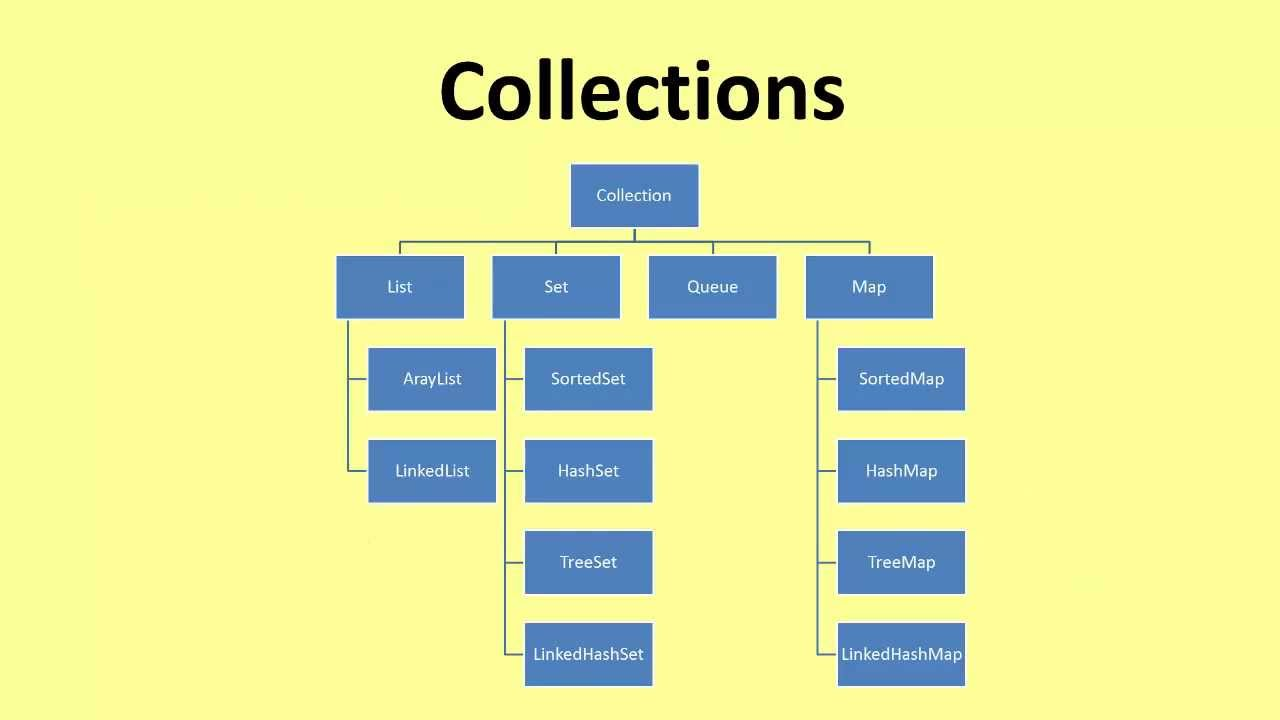 Collections
Collection
List
Set
Queue
Map
ArayList
SortedSet
SortedMap
LinkedList
HashSet
HashMap
TreeSet
TreeMap
LinkedHashSet
LinkedHashMap